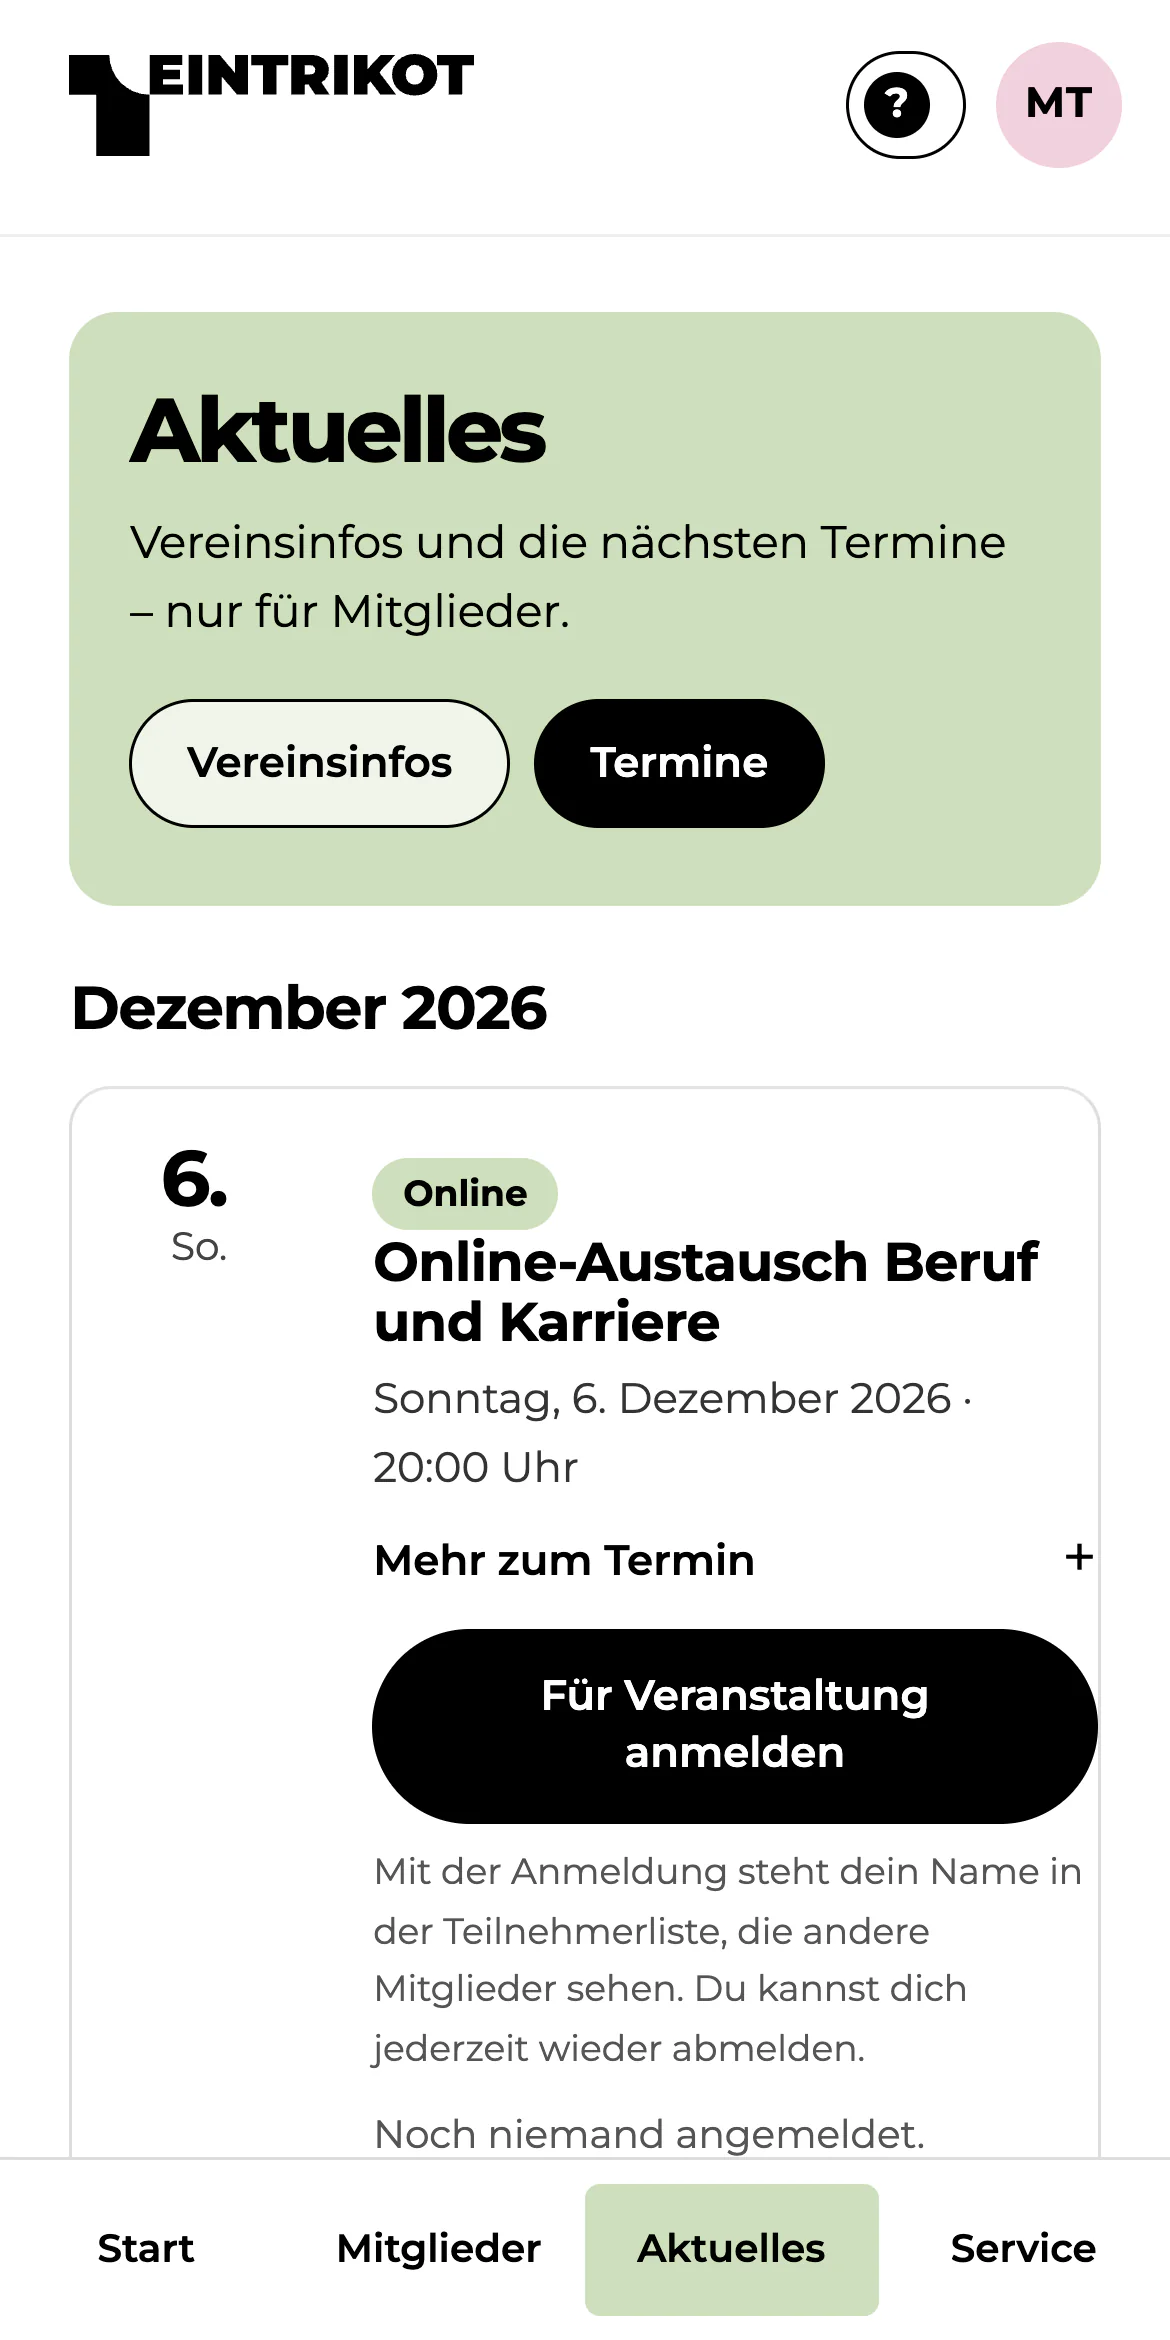 EINTRIKOT
?
MT
Aktuelles
Vereinsinfos und die nächsten Termine
– nur für Mitglieder.
Vereinsinfos
Termine
Dezember 2026
6.
So.
Online
Online-Austausch Beruf
und Karriere
Sonntag, 6. Dezember 2026 ·
20:00 Uhr
Mehr zum Termin
+
Für Veranstaltung
anmelden
Mit der Anmeldung steht dein Name in
der Teilnehmerliste, die andere
Mitglieder sehen. Du kannst dich
jederzeit wieder abmelden.
Noch niemand angemeldet.
Start
Mitglieder
Aktuelles
Service